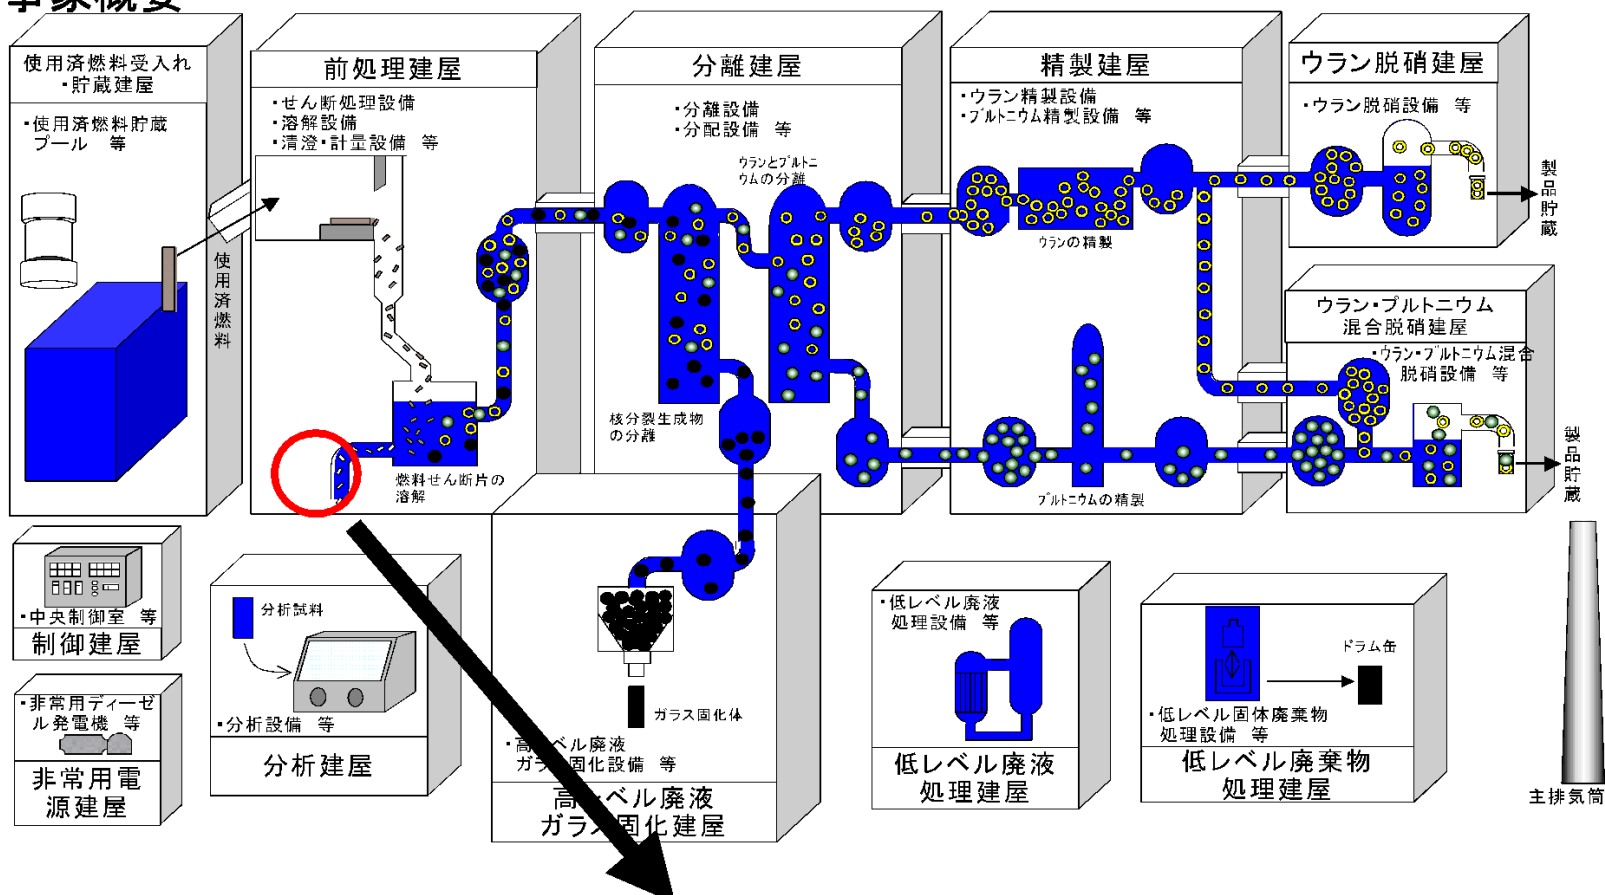 事象概要
使用済燃料受入れ
・貯蔵建屋
・使用済燃料貯蔵
プール 等
使用済燃料
前処理建屋
・せん断処理設備
・溶解設備
・清澄・計量設備 等
燃料せん断片の
溶解
分離建屋
・分離設備
・分配設備 等
ウランとプルトニ
ウムの分離
核分裂生成物
の分離
精製建屋
・ウラン精製設備
・プルトニウム精製設備 等
ウランの精製
プルトニウムの精製
ウラン脱硝建屋
・ウラン脱硝設備 等
製品貯蔵
ウラン・プルトニウム
混合脱硝建屋
・ウラン・プルトニウム混合
脱硝設備 等
製品貯蔵
・中央制御室 等
制御建屋
・非常用ディーゼ
ル発電機 等
非常用電
源建屋
分析試料
・分析設備 等
分析建屋
ガラス固化体
・高レベル廃液
ガラス固化設備 等
高レベル廃液
ガラス固化建屋
・低レベル廃液
処理設備 等
低レベル廃液
処理建屋
ドラム缶
・低レベル固体廃棄物
処理設備 等
低レベル廃棄物
処理建屋
主排気筒